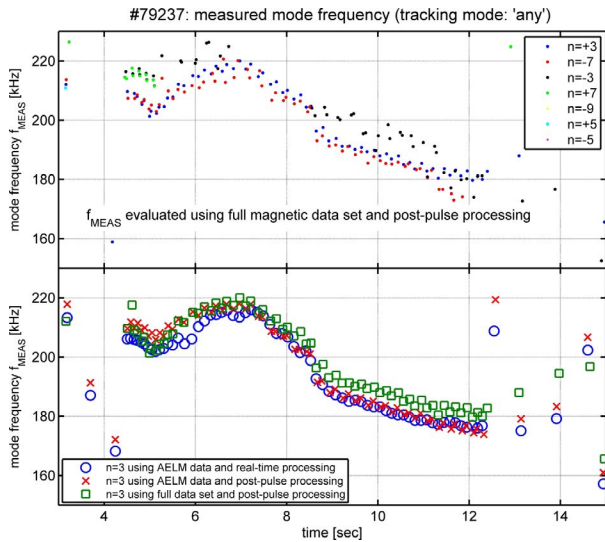 #79237: measured mode frequency (tracking mode: 'any')
mode frequency f_MEAS [kHz]
220
200
180
160
n=+3
n=-7
n=-3
n=+7
n=-9
n=+5
n=-5
f_MEAS evaluated using full magnetic data set and post-pulse processing
mode frequency f_MEAS [kHz]
220
200
180
160
n=3 using AELM data and real-time processing
n=3 using AELM data and post-pulse processing
n=3 using full data set and post-pulse processing
4 6 8 10 12 14
time [sec]